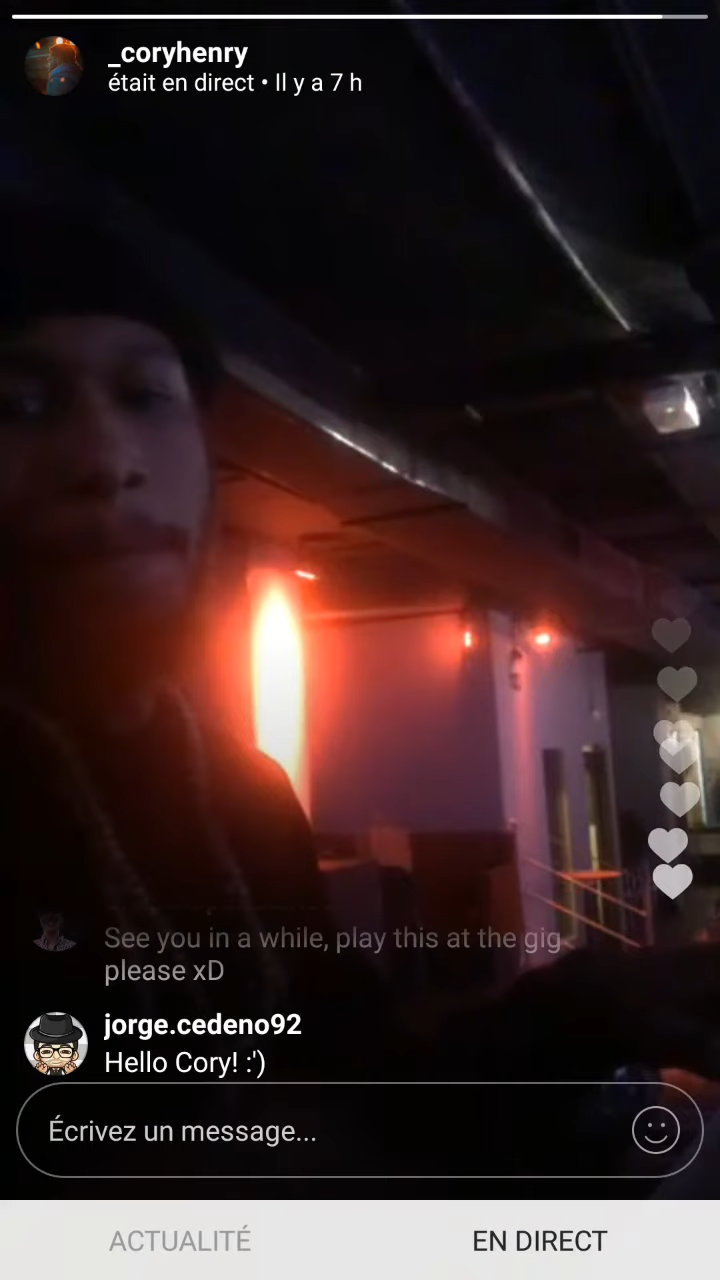 _coryhenry
était en direct • Il y a 7 h
See you in a while, play this at the gig
please xD
jorge.cedeno92
Hello Cory! :')
Écrivez un message...
ACTUALITÉ
EN DIRECT